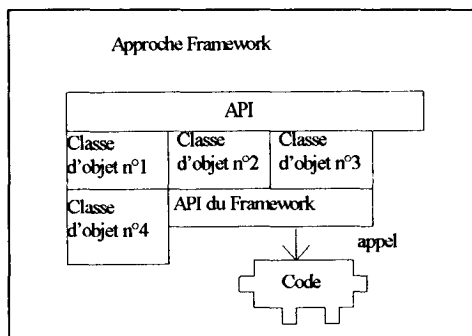 Approche Framework
API
Classe
d'objet n°1
Classe
d'objet n°2
Classe
d'objet n°3
Classe
d'objet n°4
API du Framework
appel
Code